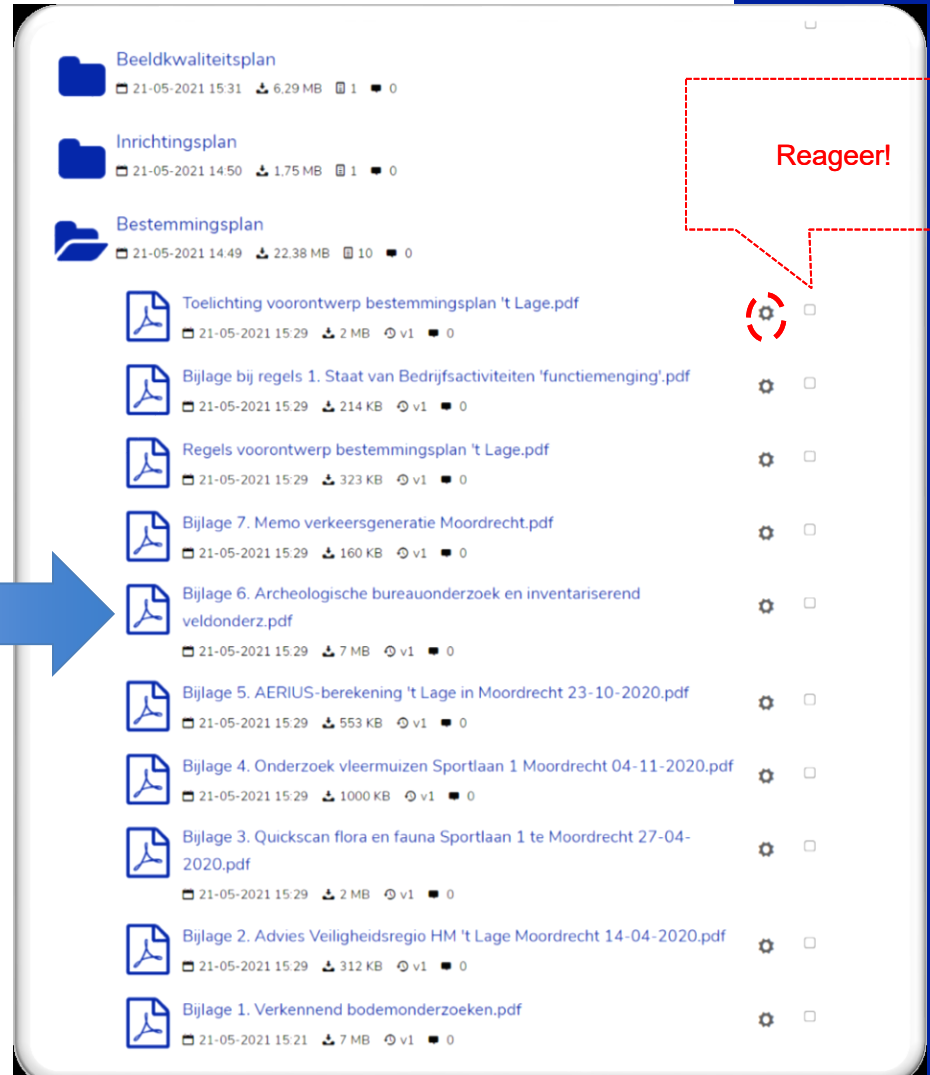 Beeldkwaliteitsplan
21-05-2021 15:31 6,29 MB 1 0
Reageer!
Inrichtingsplan
21-05-2021 14:50 1,75 MB 1 0
Bestemmingsplan
21-05-2021 14:49 22,38 MB 10 0
Toelichting voorontwerp bestemmingsplan 't Lage.pdf
21-05-2021 15:29 2 MB v1 0
Bijlage bij regels 1. Staat van Bedrijfsactiviteiten 'functiemenging'.pdf
21-05-2021 15:29 214 KB v1 0
Regels voorontwerp bestemmingsplan 't Lage.pdf
21-05-2021 15:29 323 KB v1 0
Bijlage 7. Memo verkeersgeneratie Moordrecht.pdf
21-05-2021 15:29 160 KB v1 0
Bijlage 6. Archeologische bureauonderzoek en inventariserend
veldonderz.pdf
21-05-2021 15:29 7 MB v1 0
Bijlage 5. AERIUS-berekening 't Lage in Moordrecht 23-10-2020.pdf
21-05-2021 15:29 553 KB v1 0
Bijlage 4. Onderzoek vleermuizen Sportlaan 1 Moordrecht 04-11-2020.pdf
21-05-2021 15:29 1000 KB v1 0
Bijlage 3. Quickscan flora en fauna Sportlaan 1 te Moordrecht 27-04-
2020.pdf
21-05-2021 15:29 2 MB v1 0
Bijlage 2. Advies Veiligheidsregio HM 't Lage Moordrecht 14-04-2020.pdf
21-05-2021 15:29 312 KB v1 0
Bijlage 1. Verkennend bodemonderzoeken.pdf
21-05-2021 15:21 7 MB v1 0